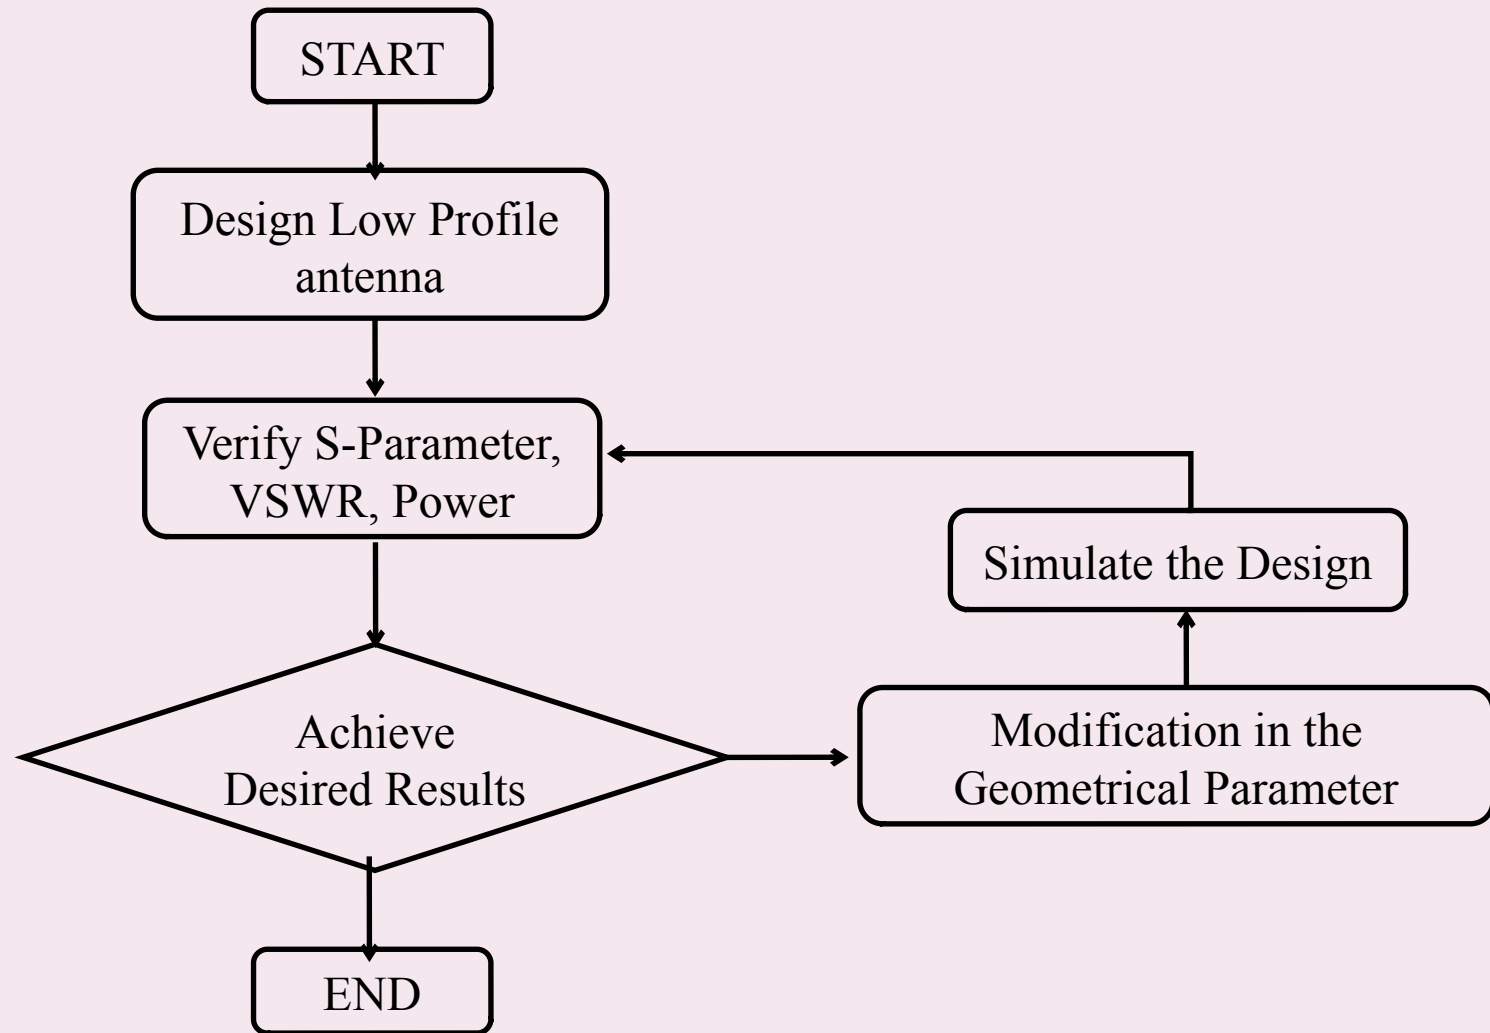 START
Design Low Profile
antenna
Verify S-Parameter,
VSWR, Power
Simulate the Design
Achieve
Desired Results
Modification in the
Geometrical Parameter
END